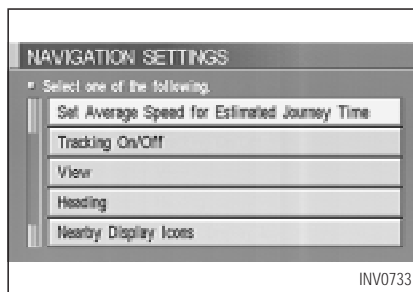 NAVIGATION SETTINGS
Select one of the following.
Set Average Speed for Estimated Journey Time
Tracking On/Off
View
Heading
Nearby Display Icons
INV0733